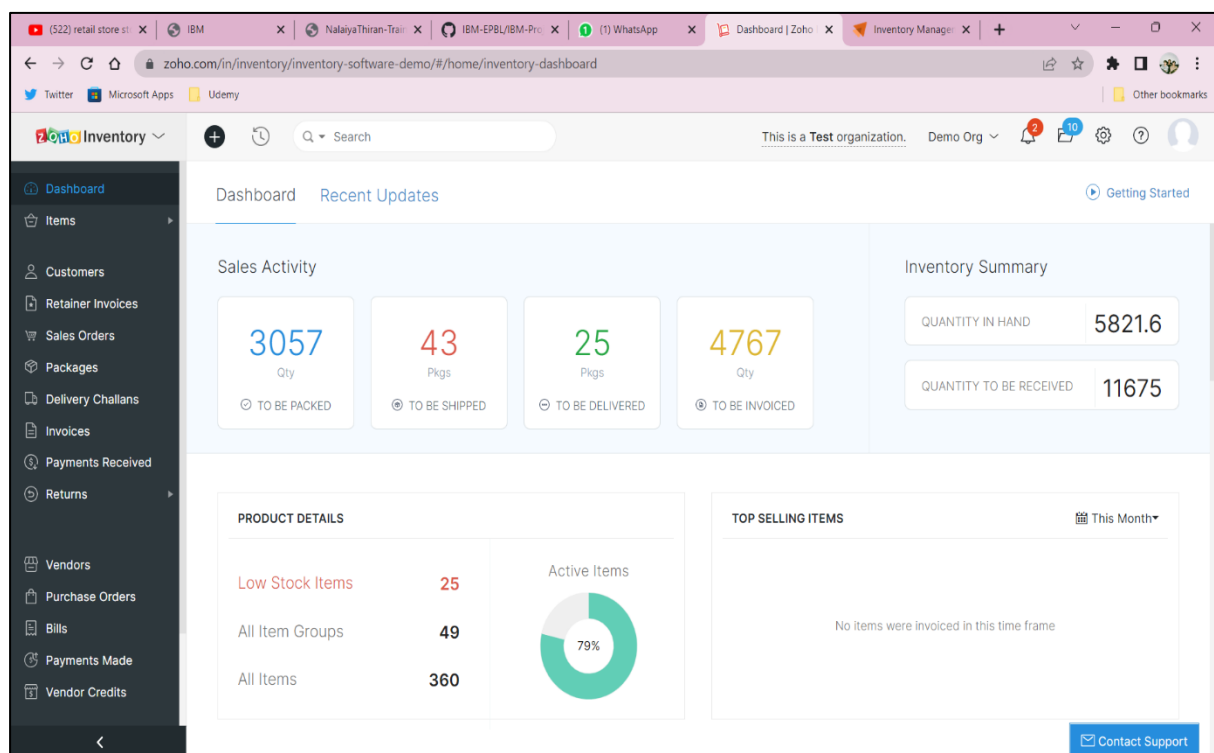 (522) retail store st
IBM
NalaiyaThiran-Train
IBM-EPBL/IBM-Pro
(1) WhatsApp
Dashboard | Zoho
Inventory Manager
zoho.com/in/inventory/inventory-software-demo/#/home/inventory-dashboard
Twitter
Microsoft Apps
Udemy
Other bookmarks
ZOHO Inventory
Search
This is a Test organization.
Demo Org
2
10
Dashboard
Items
Customers
Retainer Invoices
Sales Orders
Packages
Delivery Challans
Invoices
Payments Received
Returns
Vendors
Purchase Orders
Bills
Payments Made
Vendor Credits
Dashboard
Recent Updates
Getting Started
Sales Activity
3057
Qty
TO BE PACKED
43
Pkgs
TO BE SHIPPED
25
Pkgs
TO BE DELIVERED
4767
Qty
TO BE INVOICED
Inventory Summary
QUANTITY IN HAND 5821.6
QUANTITY TO BE RECEIVED 11675
PRODUCT DETAILS
Low Stock Items 25
All Item Groups 49
All Items 360
Active Items
79%
TOP SELLING ITEMS
This Month
No items were invoiced in this time frame
Contact Support